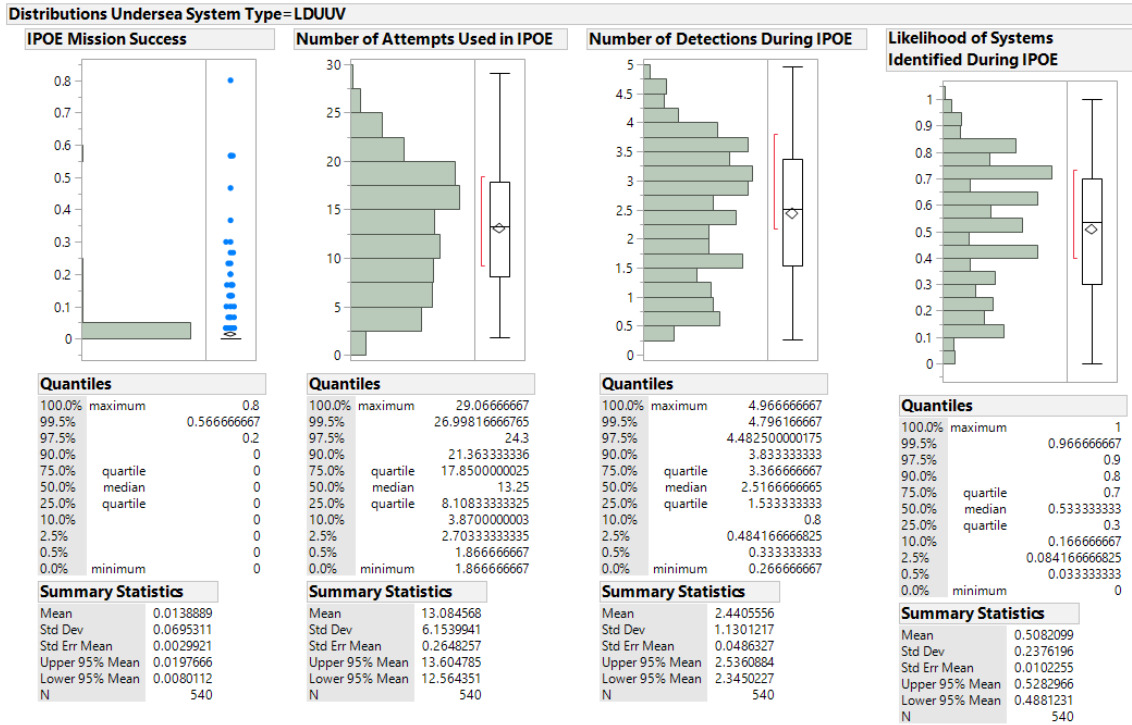 Distributions Undersea System Type=LDUUV
IPOE Mission Success
0.8
0.7
0.6
0.5
0.4
0.3
0.2
0.1
0
Quantiles
100.0% maximum 0.8
99.5% 0.566666667
97.5% 0.2
90.0% 0
75.0% quartile 0
50.0% median 0
25.0% quartile 0
10.0% 0
2.5% 0
0.5% 0
0.0% minimum 0
Summary Statistics
Mean 0.0138889
Std Dev 0.0695311
Std Err Mean 0.0029921
Upper 95% Mean 0.0197666
Lower 95% Mean 0.0080112
N 540
Number of Attempts Used in IPOE
30
25
20
15
10
5
0
Quantiles
100.0% maximum 29.06666667
99.5% 26.99816666765
97.5% 24.3
90.0% 21.363333336
75.0% quartile 17.8500000025
50.0% median 13.25
25.0% quartile 8.10833333325
10.0% 3.8700000003
2.5% 2.70333333335
0.5% 1.866666667
0.0% minimum 1.866666667
Summary Statistics
Mean 13.084568
Std Dev 6.1539941
Std Err Mean 0.2648257
Upper 95% Mean 13.604785
Lower 95% Mean 12.564351
N 540
Number of Detections During IPOE
5
4.5
4
3.5
3
2.5
2
1.5
1
0.5
0
Quantiles
100.0% maximum 4.966666667
99.5% 4.796166667
97.5% 4.482500000175
90.0% 3.833333333
75.0% quartile 3.366666667
50.0% median 2.5166666665
25.0% quartile 1.533333333
10.0% 0.8
2.5% 0.484166666825
0.5% 0.333333333
0.0% minimum 0.266666667
Summary Statistics
Mean 2.4405556
Std Dev 1.1301217
Std Err Mean 0.0486327
Upper 95% Mean 2.5360884
Lower 95% Mean 2.3450227
N 540
Likelihood of Systems
Identified During IPOE
1
0.9
0.8
0.7
0.6
0.5
0.4
0.3
0.2
0.1
0
Quantiles
100.0% maximum 1
99.5% 0.966666667
97.5% 0.9
90.0% 0.8
75.0% quartile 0.7
50.0% median 0.533333333
25.0% quartile 0.3
10.0% 0.166666667
2.5% 0.084166666825
0.5% 0.033333333
0.0% minimum 0
Summary Statistics
Mean 0.5082099
Std Dev 0.2376196
Std Err Mean 0.0102255
Upper 95% Mean 0.5282966
Lower 95% Mean 0.4881231
N 540